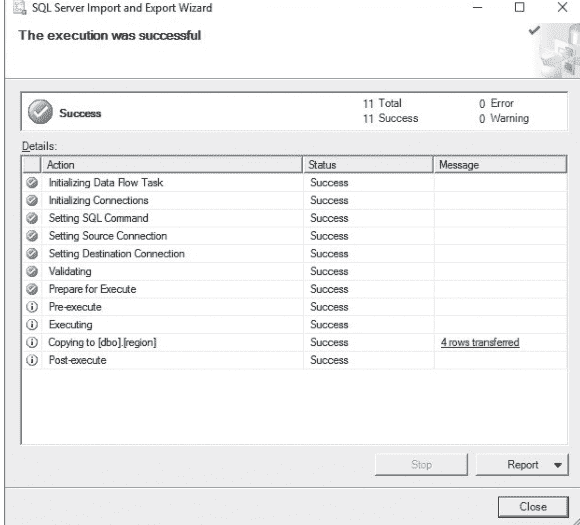 SQL Server Import and Export Wizard
The execution was successful
Success
11 Total 0 Error
11 Success 0 Warning
Details:
Action Status Message
Initializing Data Flow Task Success
Initializing Connections Success
Setting SQL Command Success
Setting Source Connection Success
Setting Destination Connection Success
Validating Success
Prepare for Execute Success
Pre-execute Success
Executing Success
Copying to [dbo].[region] Success 4 rows transferred
Post-execute Success
Stop Report
Close